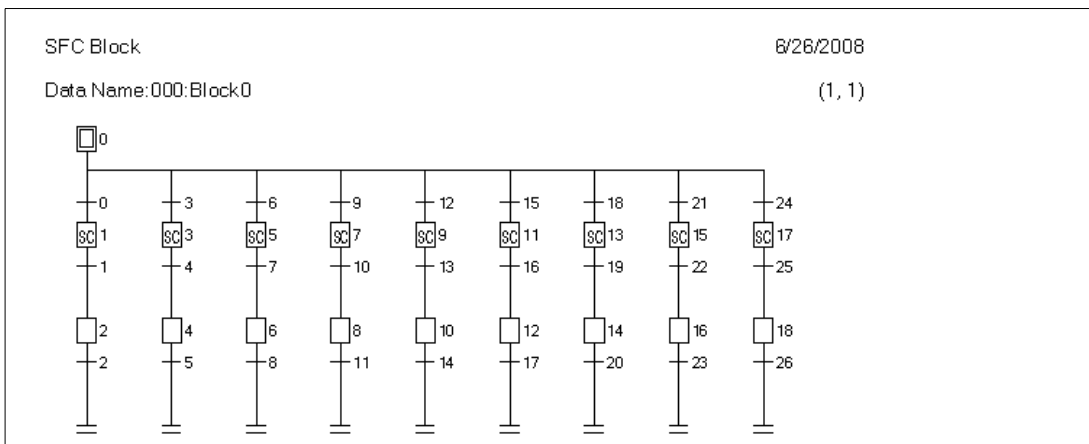 SFC Block 6/26/2008
Data Name:000:Block0 (1, 1)
0
0 3 6 9 12 15 18 21 24
SC 1 SC 3 SC 5 SC 7 SC 9 SC 11 SC 13 SC 15 SC 17
1 4 7 10 13 16 19 22 25
2 4 6 8 10 12 14 16 18
2 5 8 11 14 17 20 23 26